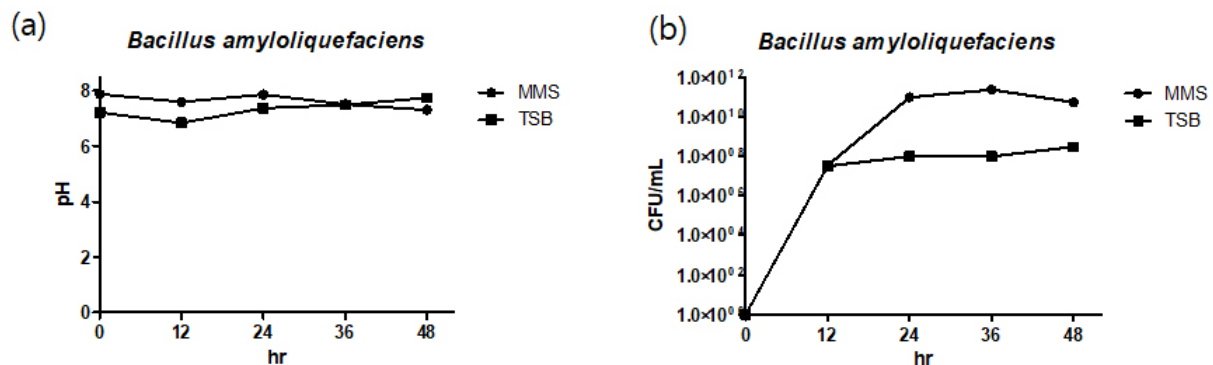 (a)
Bacillus amyloliquefaciens
8
6
4
2
0
pH
0 12 24 36 48
hr
MMS
TSB
(b)
Bacillus amyloliquefaciens
1.0×10¹²
1.0×10¹⁰
1.0×10⁰⁸
1.0×10⁰⁶
1.0×10⁰⁴
1.0×10⁰²
1.0×10⁰⁰
CFU/mL
0 12 24 36 48
hr
MMS
TSB